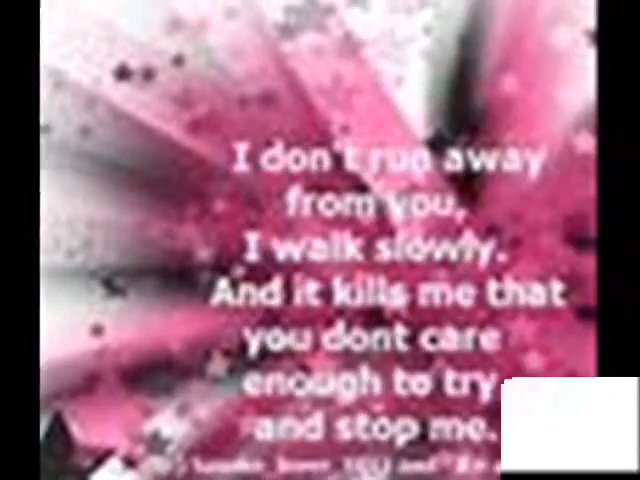 I don't run away
from you,
I walk slowly.
And it kills me that
you dont care
enough to try
and stop me.